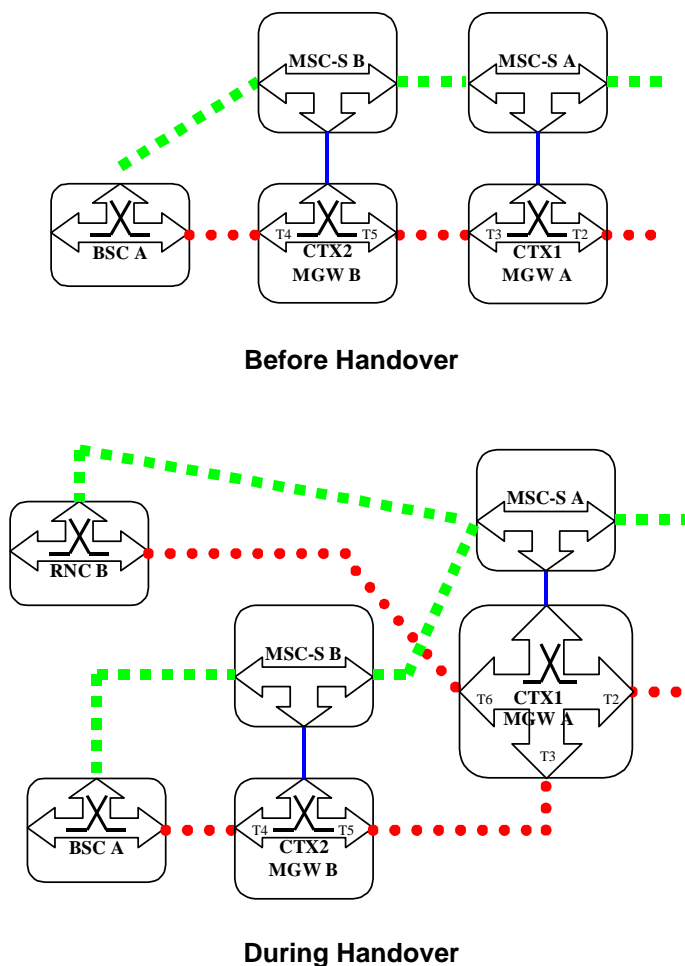 MSC-S B
MSC-S A
T4
T5
T3
T2
BSC A
CTX2
MGW B
CTX1
MGW A
Before Handover
MSC-S A
RNC B
MSC-S B
T6
CTX1
T2
MGW A
T3
T4
T5
BSC A
CTX2
MGW B
During Handover